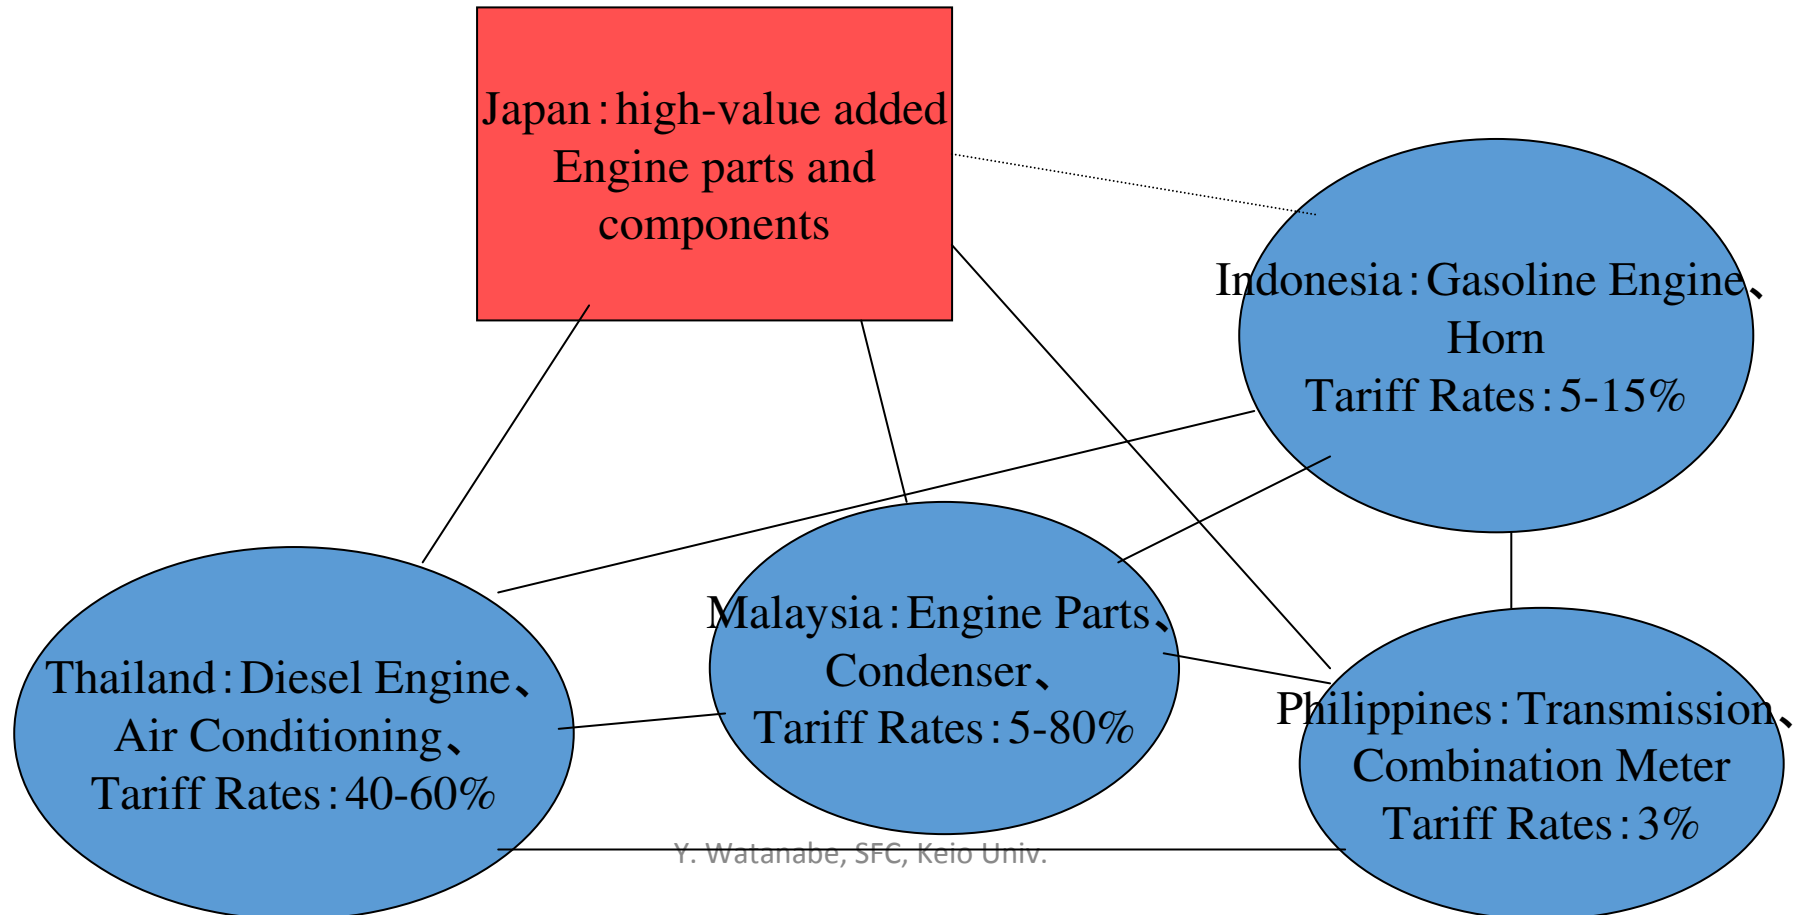 Japan：high-value added
Engine parts and
components
Indonesia：Gasoline Engine、
Horn
Tariff Rates：5-15%
Malaysia：Engine Parts、
Condenser、
Tariff Rates：5-80%
Thailand：Diesel Engine、
Air Conditioning、
Tariff Rates：40-60%
Philippines：Transmission、
Combination Meter
Tariff Rates：3%
Y. Watanabe, SFC, Keio Univ.